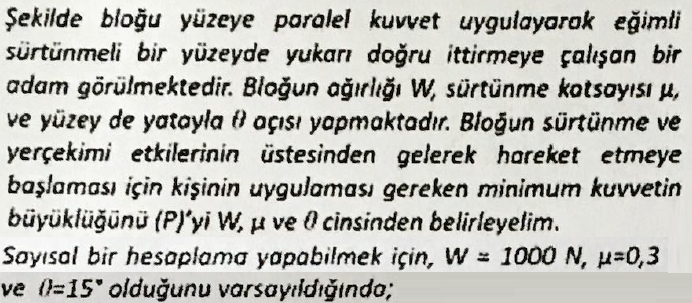 Şekilde bloğu yüzeye paralel kuvvet uygulayarak eğimli
sürtünmeli bir yüzeyde yukarı doğru ittirmeye çalışan bir
adam görülmektedir. Bloğun ağırlığı W, sürtünme katsayısı μ,
ve yüzey de yatayla θ açısı yapmaktadır. Bloğun sürtünme ve
yerçekimi etkilerinin üstesinden gelerek hareket etmeye
başlaması için kişinin uygulaması gereken minimum kuvvetin
büyüklüğünü (P)'yi W, μ ve θ cinsinden belirleyelim.
Sayısal bir hesaplama yapabilmek için, W = 1000 N, μ=0,3
ve θ=15° olduğunu varsayıldığında;